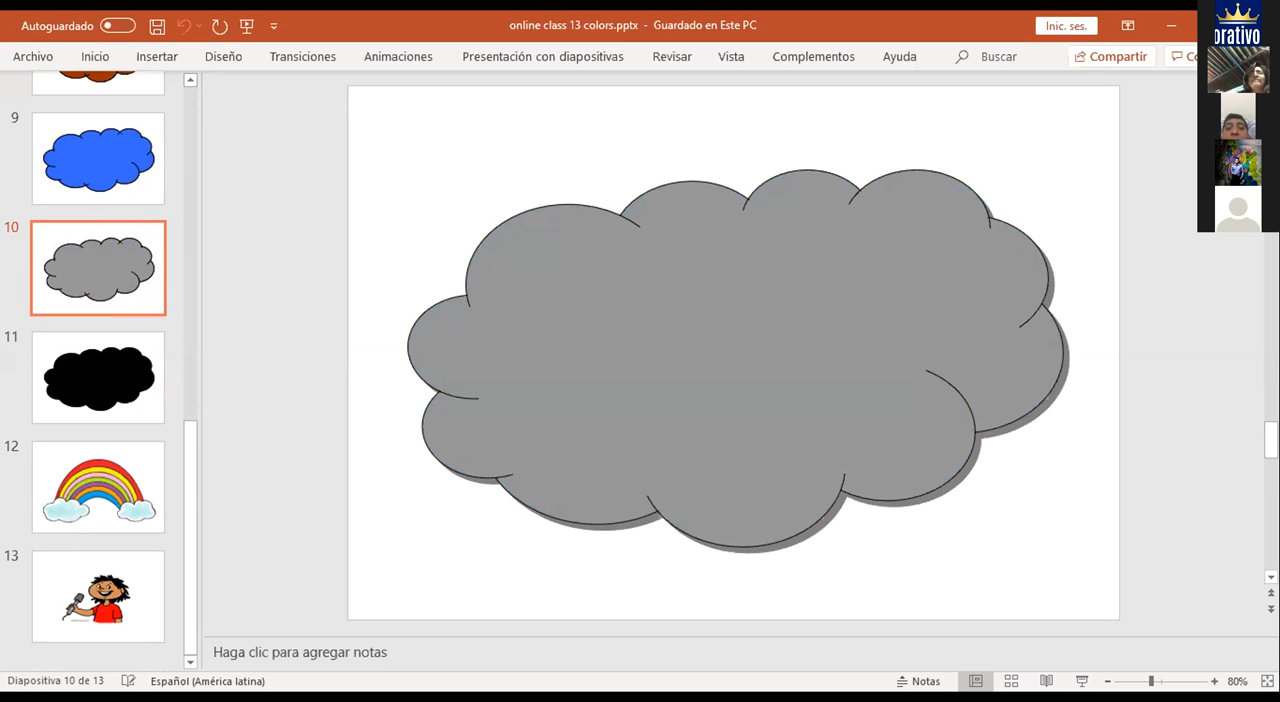 Autoguardado
online class 13 colors.pptx - Guardado en Este PC
Inic. ses.
orativo
Archivo Inicio Insertar Diseño Transiciones Animaciones Presentación con diapositivas Revisar Vista Complementos Ayuda Buscar Compartir Co
9
10
11
12
13
Haga clic para agregar notas
Diapositiva 10 de 13 Español (América latina) Notas 80%